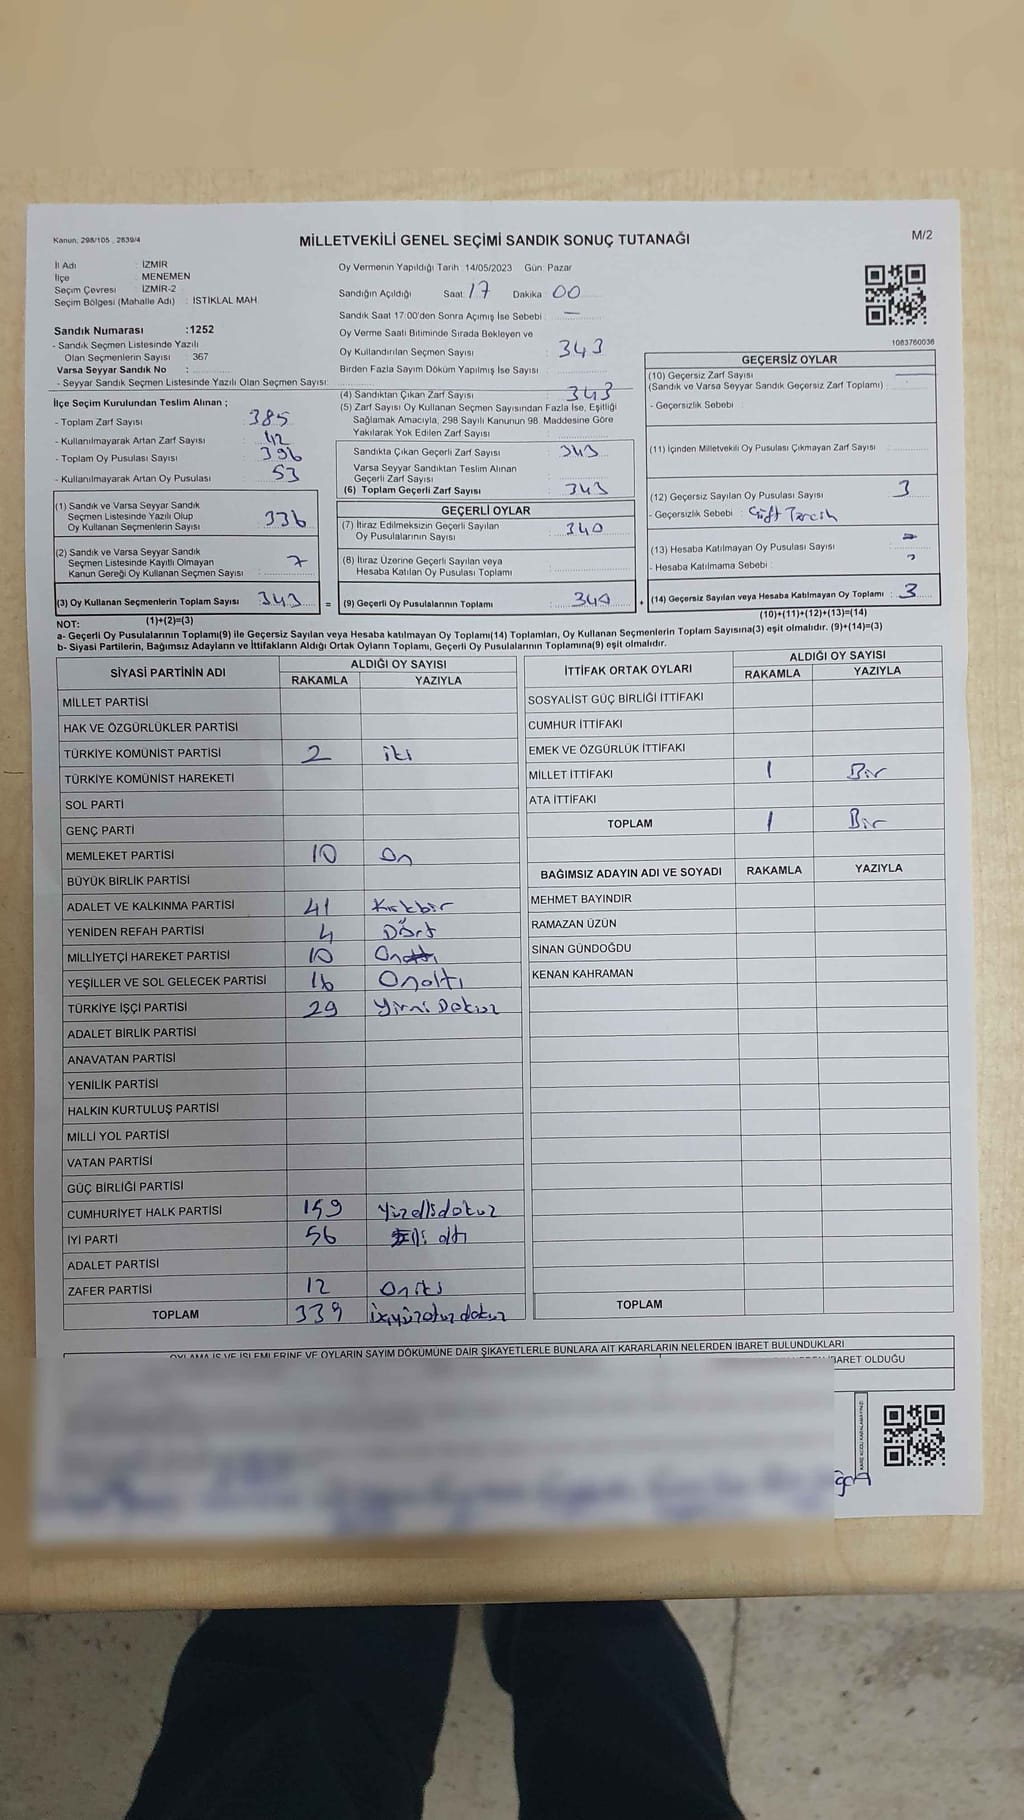 Kanun: 298/105 , 2839/4
MİLLETVEKİLİ GENEL SEÇİMİ SANDIK SONUÇ TUTANAĞI
M/2
İl Adı : İZMİR
İlçe : MENEMEN
Seçim Çevresi : İZMİR-2
Seçim Bölgesi (Mahalle Adı) : İSTİKLAL MAH
Sandık Numarası :1252
- Sandık Seçmen Listesinde Yazılı
Olan Seçmenlerin Sayısı : 367
Varsa Seyyar Sandık No :
- Seyyar Sandık Seçmen Listesinde Yazılı Olan Seçmen Sayısı:
Oy Vermenin Yapıldığı Tarih :14/05/2023 Gün: Pazar
Sandığın Açıldığı Saat: 17 Dakika 00
Sandık Saat 17:00'den Sonra Açılmış İse Sebebi : —
Oy Verme Saati Bitiminde Sırada Bekleyen ve
Oy Kullandırılan Seçmen Sayısı : 343
Birden Fazla Sayım Döküm Yapılmış İse Sayısı :
1083760036
İlçe Seçim Kurulundan Teslim Alınan ;
- Toplam Zarf Sayısı : 385
- Kullanılmayarak Artan Zarf Sayısı : 42
- Toplam Oy Pusulası Sayısı : 396
- Kullanılmayarak Artan Oy Pusulası : 53
(4) Sandıktan Çıkan Zarf Sayısı : 343
(5) Zarf Sayısı Oy Kullanan Seçmen Sayısından Fazla İse, Eşitliği
Sağlamak Amacıyla, 298 Sayılı Kanunun 98. Maddesine Göre
Yakılarak Yok Edilen Zarf Sayısı :
Sandıkta Çıkan Geçerli Zarf Sayısı : 343
Varsa Seyyar Sandıktan Teslim Alınan
Geçerli Zarf Sayısı :
(6) Toplam Geçerli Zarf Sayısı : 343
GEÇERSİZ OYLAR
(10) Geçersiz Zarf Sayısı
(Sandık ve Varsa Seyyar Sandık Geçersiz Zarf Toplamı) :
- Geçersizlik Sebebi :
(11) İçinden Milletvekili Oy Pusulası Çıkmayan Zarf Sayısı :
(12) Geçersiz Sayılan Oy Pusulası Sayısı : 3
- Geçersizlik Sebebi : Çift Tercih
(13) Hesaba Katılmayan Oy Pusulası Sayısı :
- Hesaba Katılmama Sebebi :
(14) Geçersiz Sayılan veya Hesaba Katılmayan Oy Toplamı : 3
(10)+(11)+(12)+(13)=(14)
(1) Sandık ve Varsa Seyyar Sandık
Seçmen Listesinde Yazılı Olup
Oy Kullanan Seçmenlerin Sayısı : 336
(2) Sandık ve Varsa Seyyar Sandık
Seçmen Listesinde Kayıtlı Olmayan
Kanun Gereği Oy Kullanan Seçmen Sayısı : 7
(3) Oy Kullanan Seçmenlerin Toplam Sayısı : 343 =
(1)+(2)=(3)
GEÇERLİ OYLAR
(7) İtiraz Edilmeksizin Geçerli Sayılan
Oy Pusulalarının Sayısı : 340
(8) İtiraz Üzerine Geçerli Sayılan veya
Hesaba Katılan Oy Pusulası Toplamı :
(9) Geçerli Oy Pusulalarının Toplamı : 340 +
NOT:
a- Geçerli Oy Pusulalarının Toplamı(9) ile Geçersiz Sayılan veya Hesaba katılmayan Oy Toplamı(14) Toplamları, Oy Kullanan Seçmenlerin Toplam Sayısına(3) eşit olmalıdır. (9)+(14)=(3)
b- Siyasi Partilerin, Bağımsız Adayların ve İttifakların Aldığı Ortak Oyların Toplamı, Geçerli Oy Pusulalarının Toplamına(9) eşit olmalıdır.
SİYASİ PARTİNİN ADI
ALDIĞI OY SAYISI
RAKAMLA YAZIYLA
MİLLET PARTİSİ
HAK VE ÖZGÜRLÜKLER PARTİSİ
TÜRKİYE KOMÜNİST PARTİSİ 2 iki
TÜRKİYE KOMÜNİST HAREKETİ
SOL PARTİ
GENÇ PARTİ
MEMLEKET PARTİSİ 10 On
BÜYÜK BİRLİK PARTİSİ
ADALET VE KALKINMA PARTİSİ 41 Kırkbir
YENİDEN REFAH PARTİSİ 4 Dört
MİLLİYETÇİ HAREKET PARTİSİ 10 On
YEŞİLLER VE SOL GELECEK PARTİSİ 16 Onaltı
TÜRKİYE İŞÇİ PARTİSİ 29 Yirmi Dokuz
ADALET BİRLİK PARTİSİ
ANAVATAN PARTİSİ
YENİLİK PARTİSİ
HALKIN KURTULUŞ PARTİSİ
MİLLİ YOL PARTİSİ
VATAN PARTİSİ
GÜÇ BİRLİĞİ PARTİSİ
CUMHURİYET HALK PARTİSİ 159 Yüzellidokuz
İYİ PARTİ 56 Elli altı
ADALET PARTİSİ
ZAFER PARTİSİ 12 Oniki
TOPLAM 339 üçyüzotuzdokuz
İTTİFAK ORTAK OYLARI
ALDIĞI OY SAYISI
RAKAMLA YAZIYLA
SOSYALİST GÜÇ BİRLİĞİ İTTİFAKI
CUMHUR İTTİFAKI
EMEK VE ÖZGÜRLÜK İTTİFAKI
MİLLET İTTİFAKI 1 Bir
ATA İTTİFAKI
TOPLAM 1 Bir
BAĞIMSIZ ADAYIN ADI VE SOYADI RAKAMLA YAZIYLA
MEHMET BAYINDIR
RAMAZAN ÜZÜN
SİNAN GÜNDOĞDU
KENAN KAHRAMAN
TOPLAM
OYLAMA İŞ VE İŞLEMLERİNE VE OYLARIN SAYIM DÖKÜMÜNE DAİR ŞİKAYETLERLE BUNLARA AİT KARARLARIN NELERDEN İBARET BULUNDUKLARI
İBARET OLDUĞU
KARE KODU KARALAMAYINIZ!